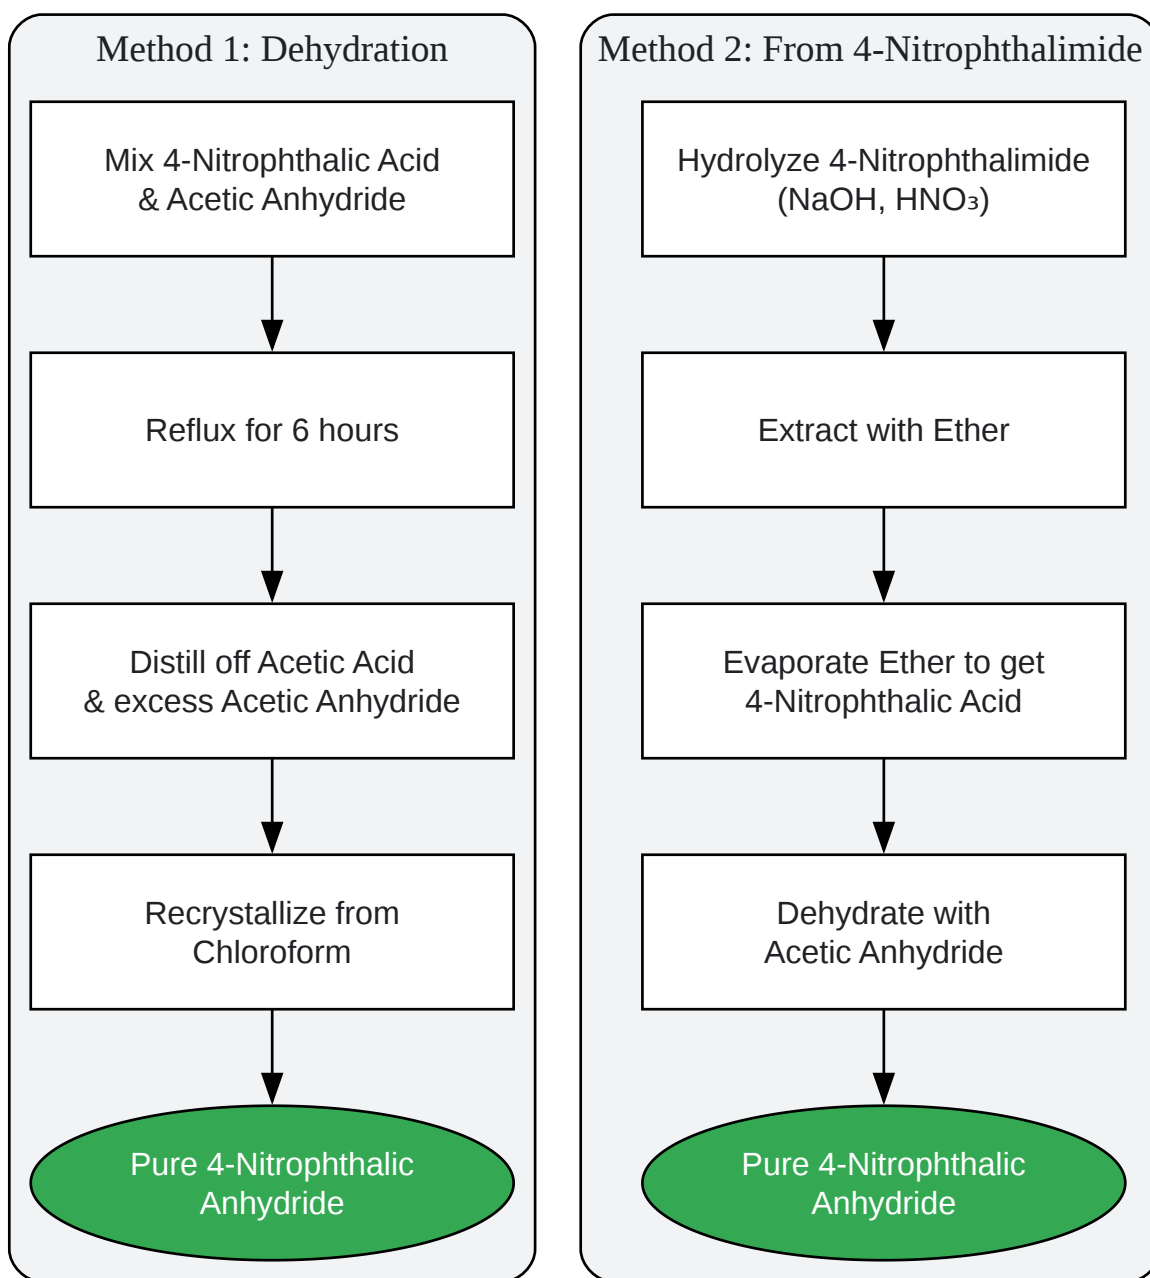 Method 1: Dehydration
Mix 4-Nitrophthalic Acid
& Acetic Anhydride
Reflux for 6 hours
Distill off Acetic Acid
& excess Acetic Anhydride
Recrystallize from
Chloroform
Pure 4-Nitrophthalic
Anhydride
Method 2: From 4-Nitrophthalimide
Hydrolyze 4-Nitrophthalimide
(NaOH, HNO₃)
Extract with Ether
Evaporate Ether to get
4-Nitrophthalic Acid
Dehydrate with
Acetic Anhydride
Pure 4-Nitrophthalic
Anhydride